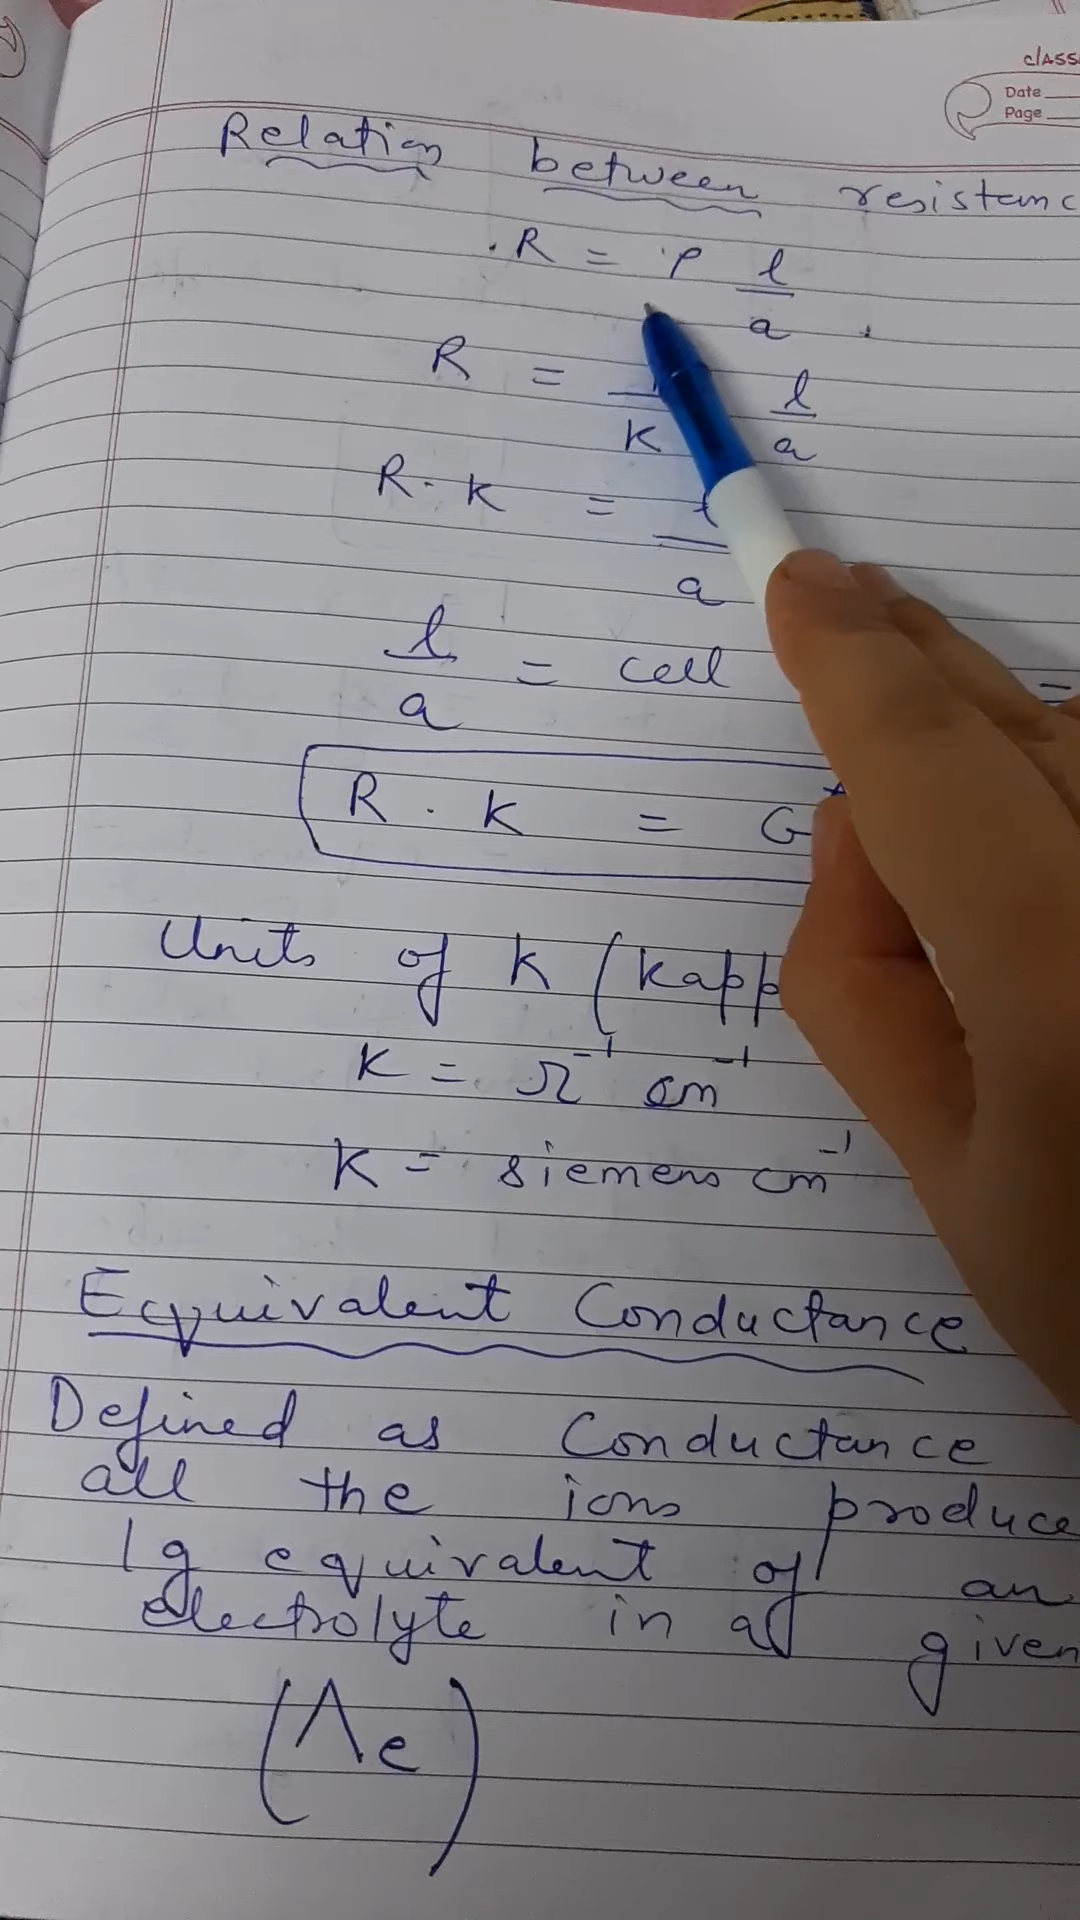 clASS
Date
Page
Relation between resistanc
R = ρ l/a
R = 1/K l/a
R. K = l/a
l/a = cell =
R . K = G*
Units of K (Kapp
K = Ω⁻¹ cm⁻¹
K = siemens cm⁻¹
Equivalent Conductance
Defined as Conductance
all the ions produce
1g equivalent of an
electrolyte in a given
(Λe)